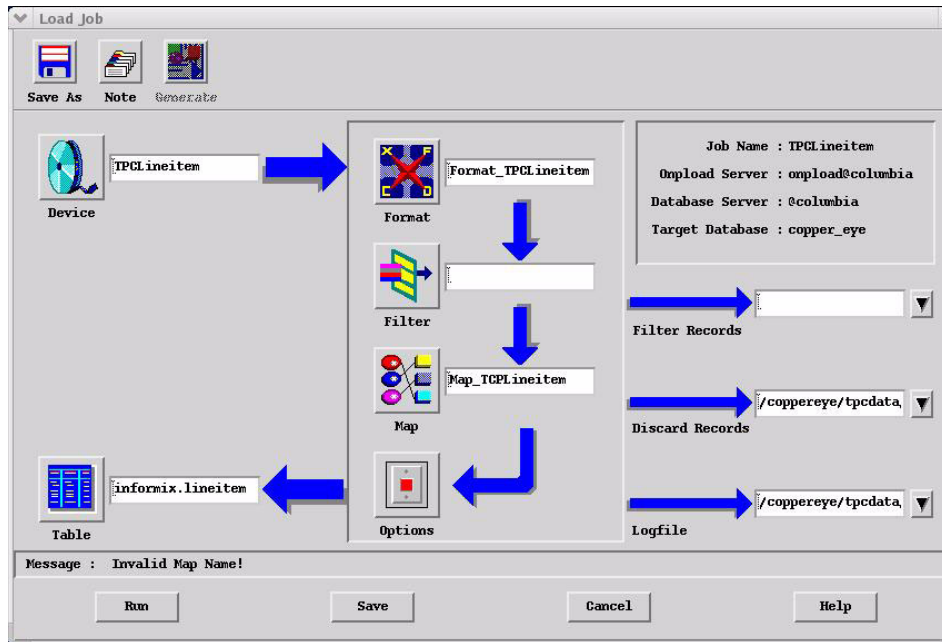 Load Job
Save As Note Generate
TPCLineitem
Device
Format_TPCLineitem
Format
Filter
Map_TCPLineitem
Map
informix.lineitem
Table
Options
Job Name : TPCLineitem
Onpload Server : onpload@columbia
Database Server : @columbia
Target Database : copper_eye
Filter Records
/coppereye/tpcdata,
Discard Records
/coppereye/tpcdata,
Logfile
Message : Invalid Map Name!
Run Save Cancel Help